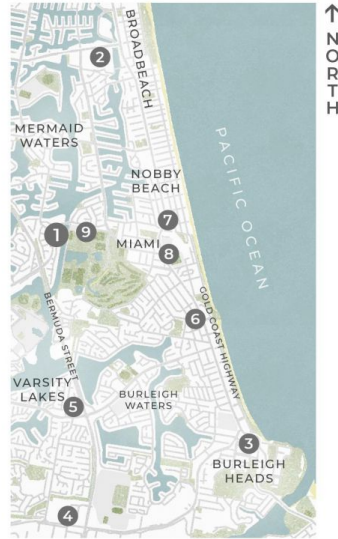 ↑ NORTH
BROADBEACH
2
MERMAID
WATERS
PACIFIC OCEAN
NOBBY
BEACH
7
1
9
MIAMI
8
GOLD COAST HIGHWAY
6
BERMUDA STREET
VARSITY
LAKES
BURLEIGH
WATERS
5
3
BURLEIGH
HEADS
4